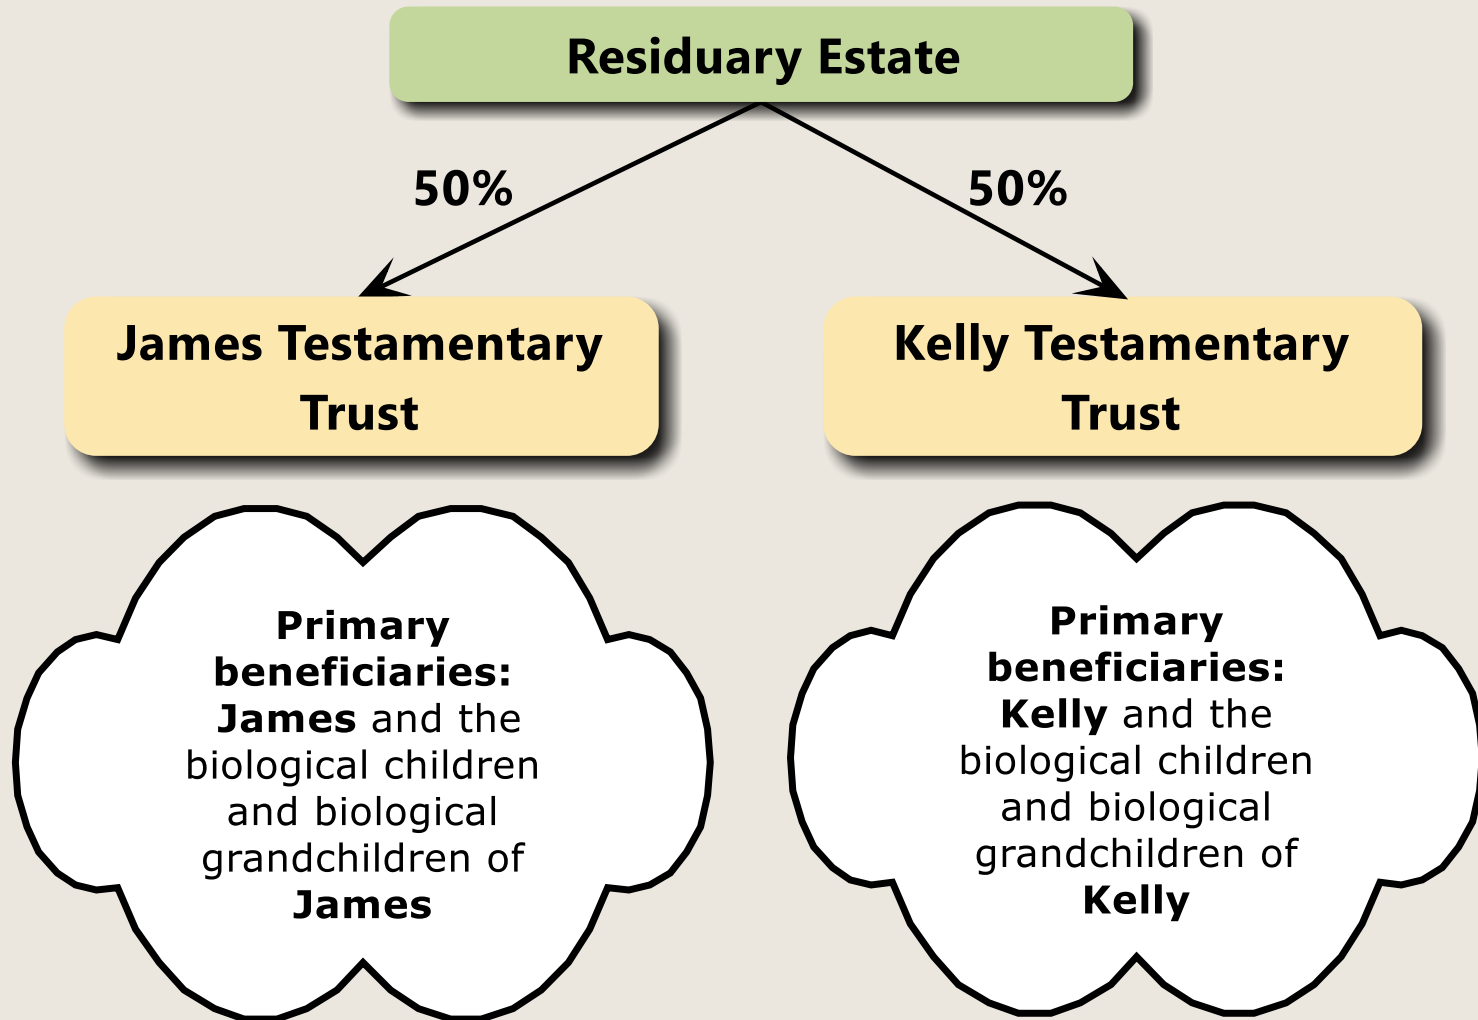 Residuary Estate
50%
50%
James Testamentary
Trust
Kelly Testamentary
Trust
Primary
beneficiaries:
James and the
biological children
and biological
grandchildren of
James
Primary
beneficiaries:
Kelly and the
biological children
and biological
grandchildren of
Kelly